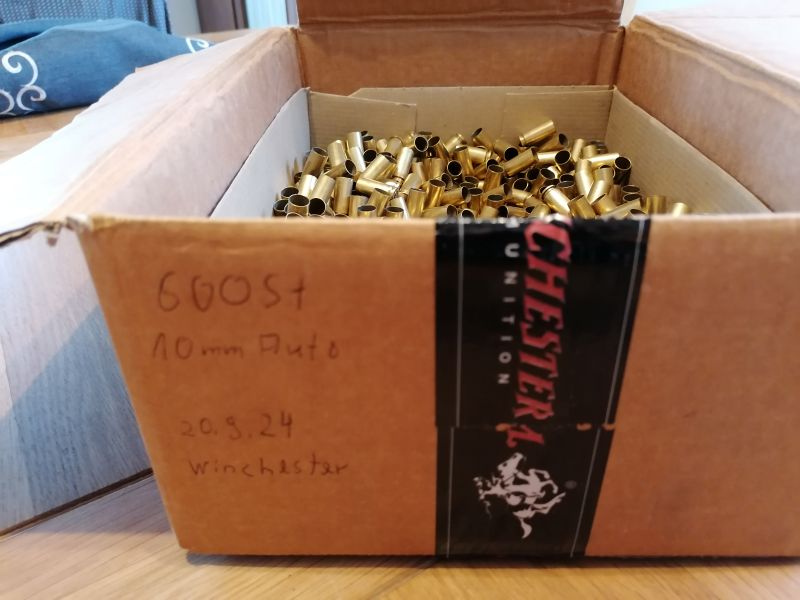 600St
10mm Auto
20.9.24
Winchester
CHESTER
UNITION
®